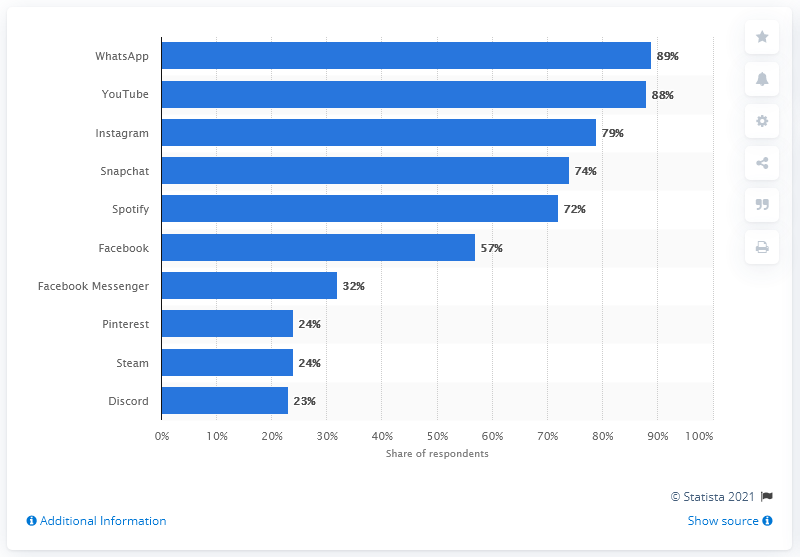 WhatsApp 89%
YouTube 88%
Instagram 79%
Snapchat 74%
Spotify 72%
Facebook 57%
Facebook Messenger 32%
Pinterest 24%
Steam 24%
Discord 23%
0% 10% 20% 30% 40% 50% 60% 70% 80% 90% 100%
Share of respondents
© Statista 2021
Additional Information Show source